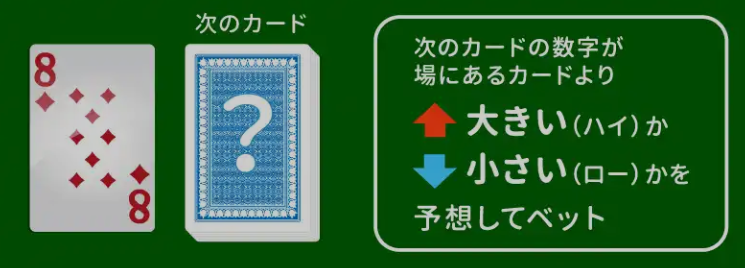 次のカード
8
?
8
次のカードの数字が
場にあるカードより
大きい(ハイ)か
小さい(ロー)かを
予想してベット